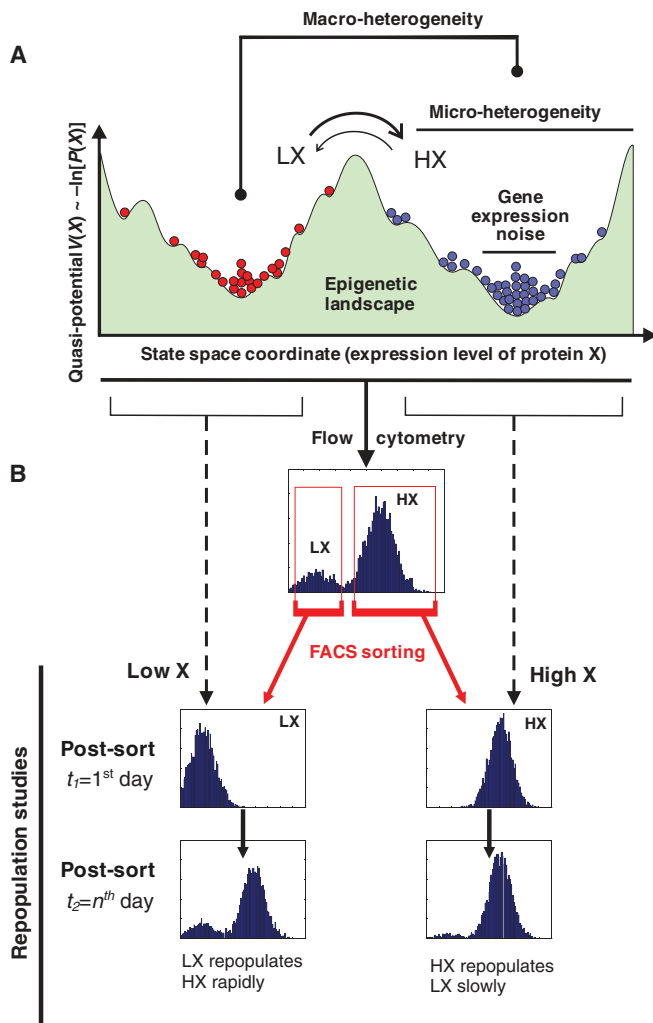 Macro-heterogeneity
A
Micro-heterogeneity
LX
HX
Gene
expression
noise
Quasi-potential V(X) ~ –ln[P(X)]
Epigenetic
landscape
State space coordinate (expression level of protein X)
Flow cytometry
B
HX
LX
FACS sorting
Low X
High X
LX
HX
Post-sort
t1=1st day
Post-sort
t2=nth day
Repopulation studies
LX repopulates
HX rapidly
HX repopulates
LX slowly